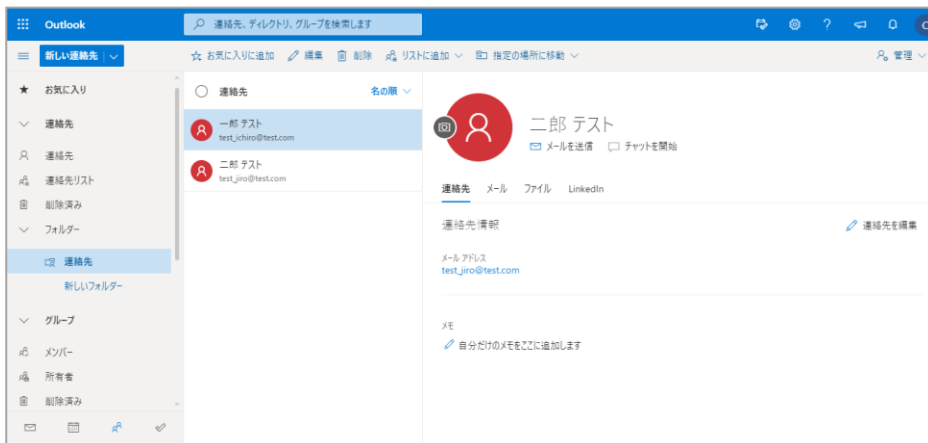 Outlook
連絡先、ディレクトリ、グループを検索します
?
新しい連絡先
お気に入りに追加 編集 削除 リストに追加 指定の場所に移動
管理
お気に入り
連絡先
連絡先
連絡先リスト
削除済み
フォルダー
連絡先
新しいフォルダー
グループ
メンバー
所有者
削除済み
連絡先 名の順
一郎 テスト
test_ichiro@test.com
二郎 テスト
test_jiro@test.com
二郎 テスト
メールを送信 チャットを開始
連絡先 メール ファイル LinkedIn
連絡先情報 連絡先を編集
メール アドレス
test_jiro@test.com
メモ
自分だけのメモをここに追加します